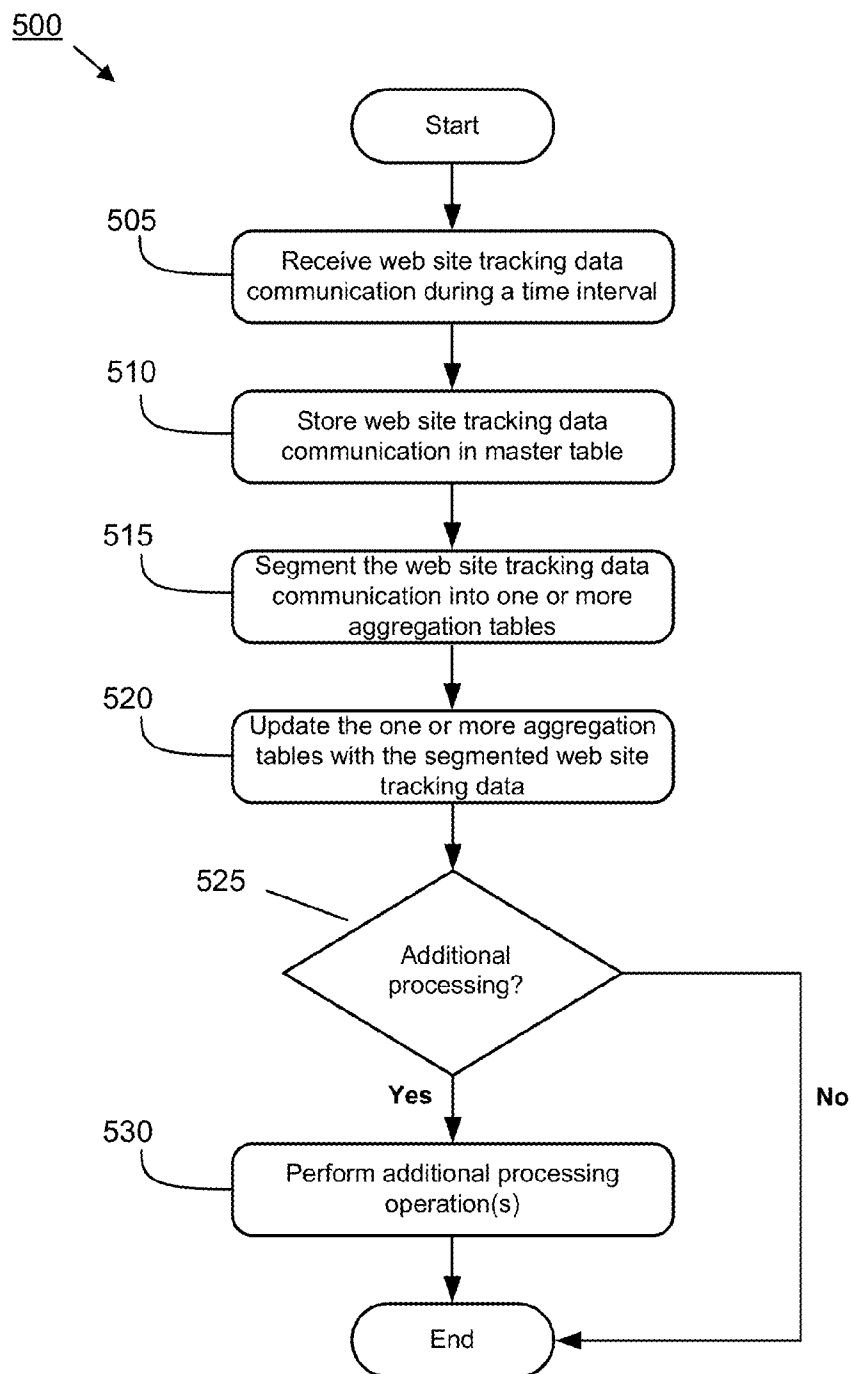 500
Start
505
Receive web site tracking data
communication during a time interval
510
Store web site tracking data
communication in master table
515
Segment the web site tracking data
communication into one or more
aggregation tables
520
Update the one or more aggregation
tables with the segmented web site
tracking data
525
Additional
processing?
Yes
No
530
Perform additional processing
operation(s)
End